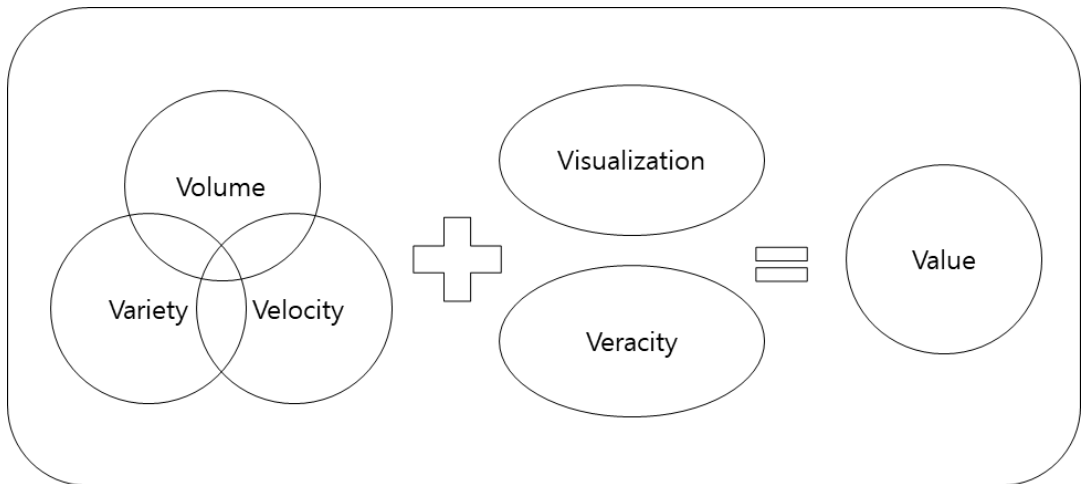 Volume
Variety
Velocity
Visualization
Veracity
Value